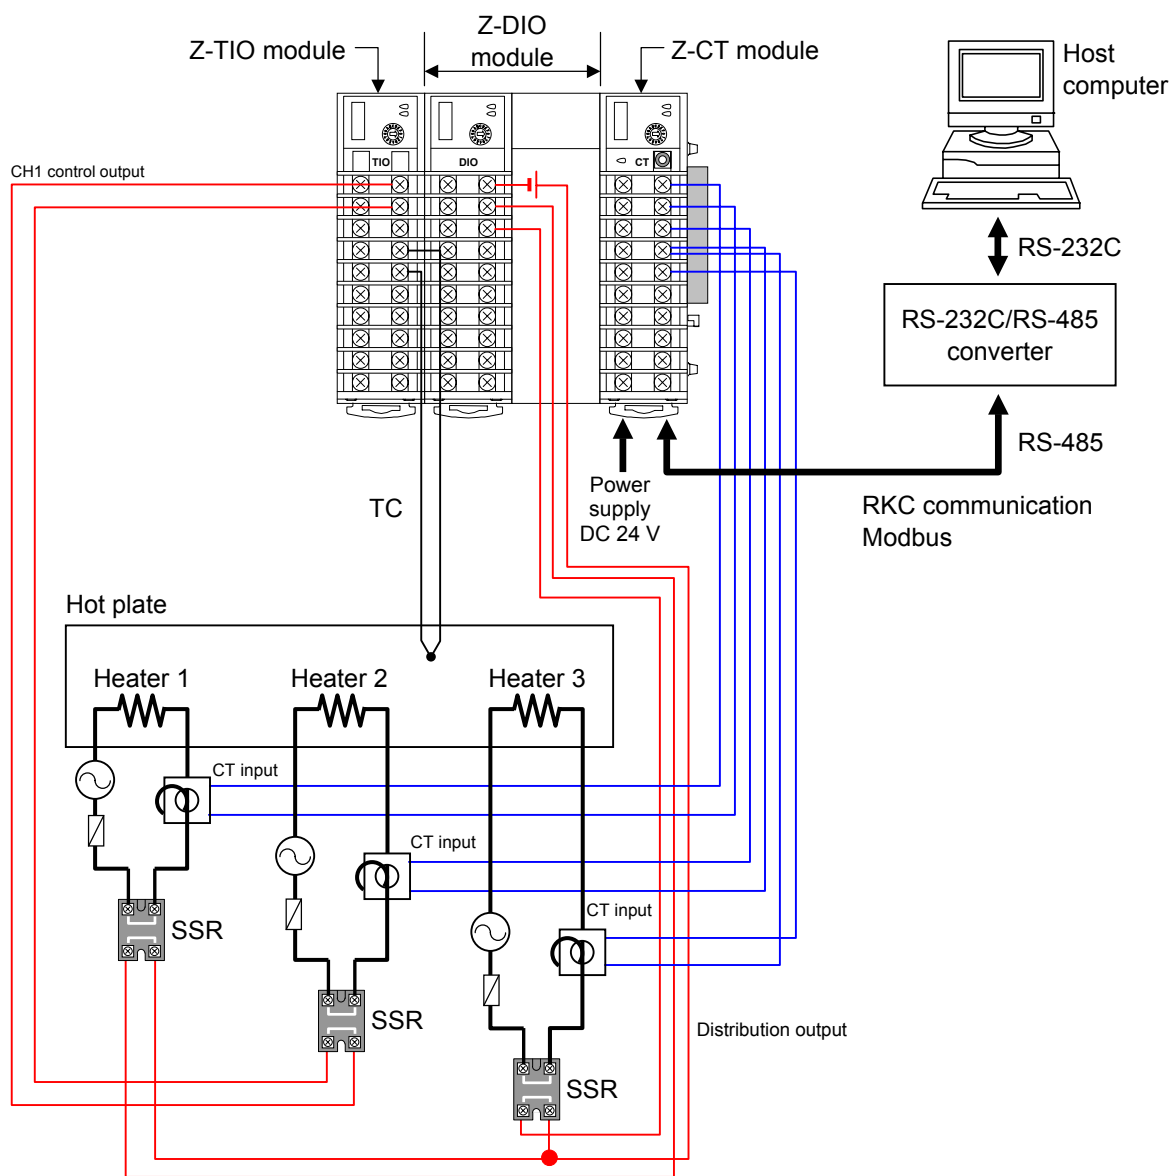 Z-TIO module
Z-DIO
module
Z-CT module
Host
computer
TIO
DIO
CT
CH1 control output
RS-232C
RS-232C/RS-485
converter
RS-485
Power
supply
DC 24 V
RKC communication
Modbus
TC
Hot plate
Heater 1
Heater 2
Heater 3
CT input
CT input
CT input
SSR
SSR
SSR
Distribution output